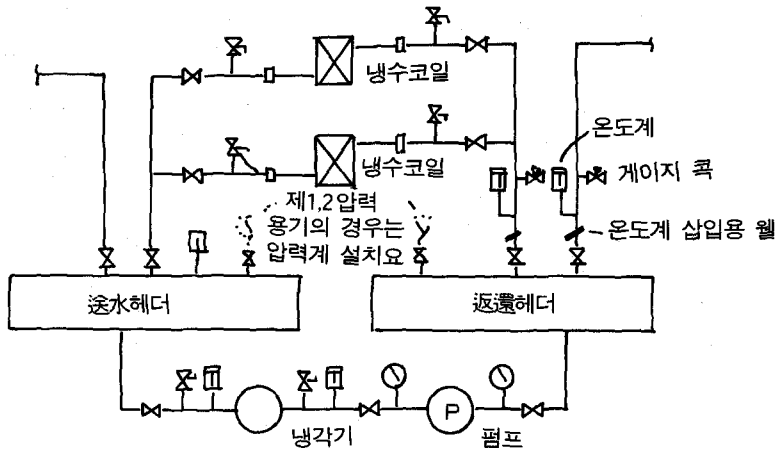 냉수코일
온도계
냉수코일
게이지 콕
제1,2압력
용기의 경우는
압력계 설치요
온도계 삽입용 웰
送水헤더
返還헤더
T
T
T
T
P
냉각기
펌프